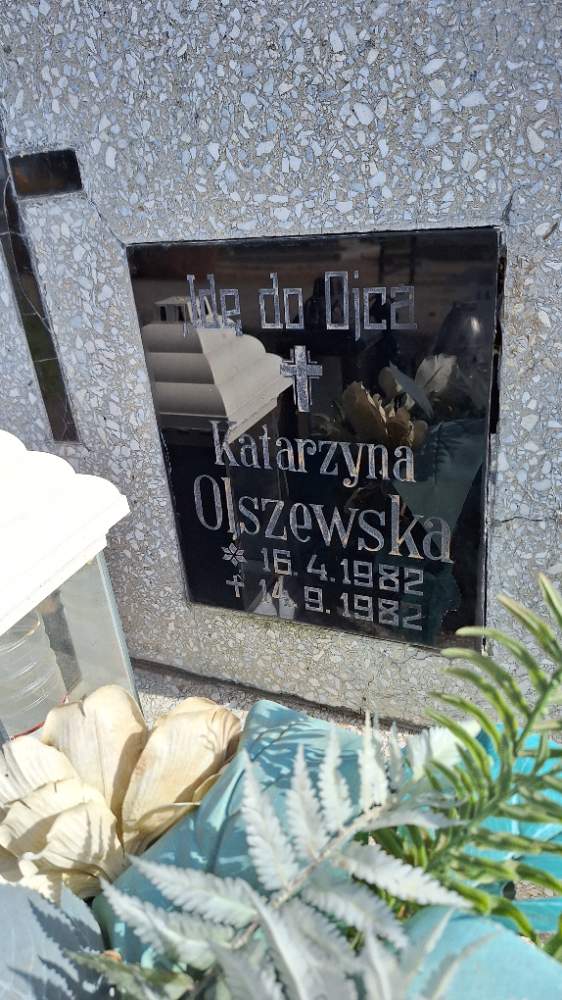 Idę do Ojca
Katarzyna
Olszewska
* 16.4.1982
✝ 14.9.1982